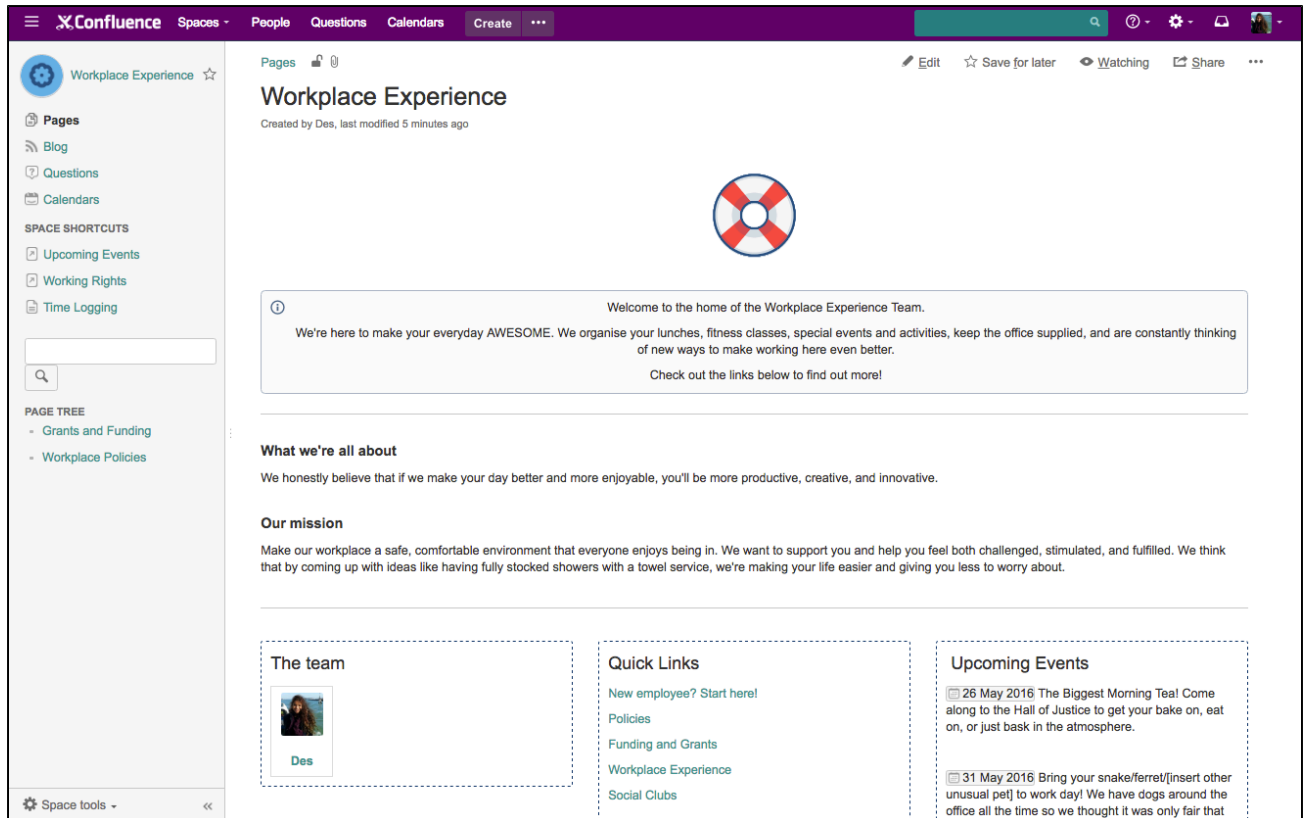 Confluence Spaces People Questions Calendars Create •••
Workplace Experience
Pages
Blog
Questions
Calendars
SPACE SHORTCUTS
Upcoming Events
Working Rights
Time Logging
PAGE TREE
Grants and Funding
Workplace Policies
Space tools
Pages
Edit Save for later Watching Share •••
Workplace Experience
Created by Des, last modified 5 minutes ago
Welcome to the home of the Workplace Experience Team.
We're here to make your everyday AWESOME. We organise your lunches, fitness classes, special events and activities, keep the office supplied, and are constantly thinking
of new ways to make working here even better.
Check out the links below to find out more!
What we're all about
We honestly believe that if we make your day better and more enjoyable, you'll be more productive, creative, and innovative.
Our mission
Make our workplace a safe, comfortable environment that everyone enjoys being in. We want to support you and help you feel both challenged, stimulated, and fulfilled. We think
that by coming up with ideas like having fully stocked showers with a towel service, we're making your life easier and giving you less to worry about.
The team
Des
Quick Links
New employee? Start here!
Policies
Funding and Grants
Workplace Experience
Social Clubs
Upcoming Events
26 May 2016 The Biggest Morning Tea! Come
along to the Hall of Justice to get your bake on, eat
on, or just bask in the atmosphere.
31 May 2016 Bring your snake/ferret/[insert other
unusual pet] to work day! We have dogs around the
office all the time so we thought it was only fair that